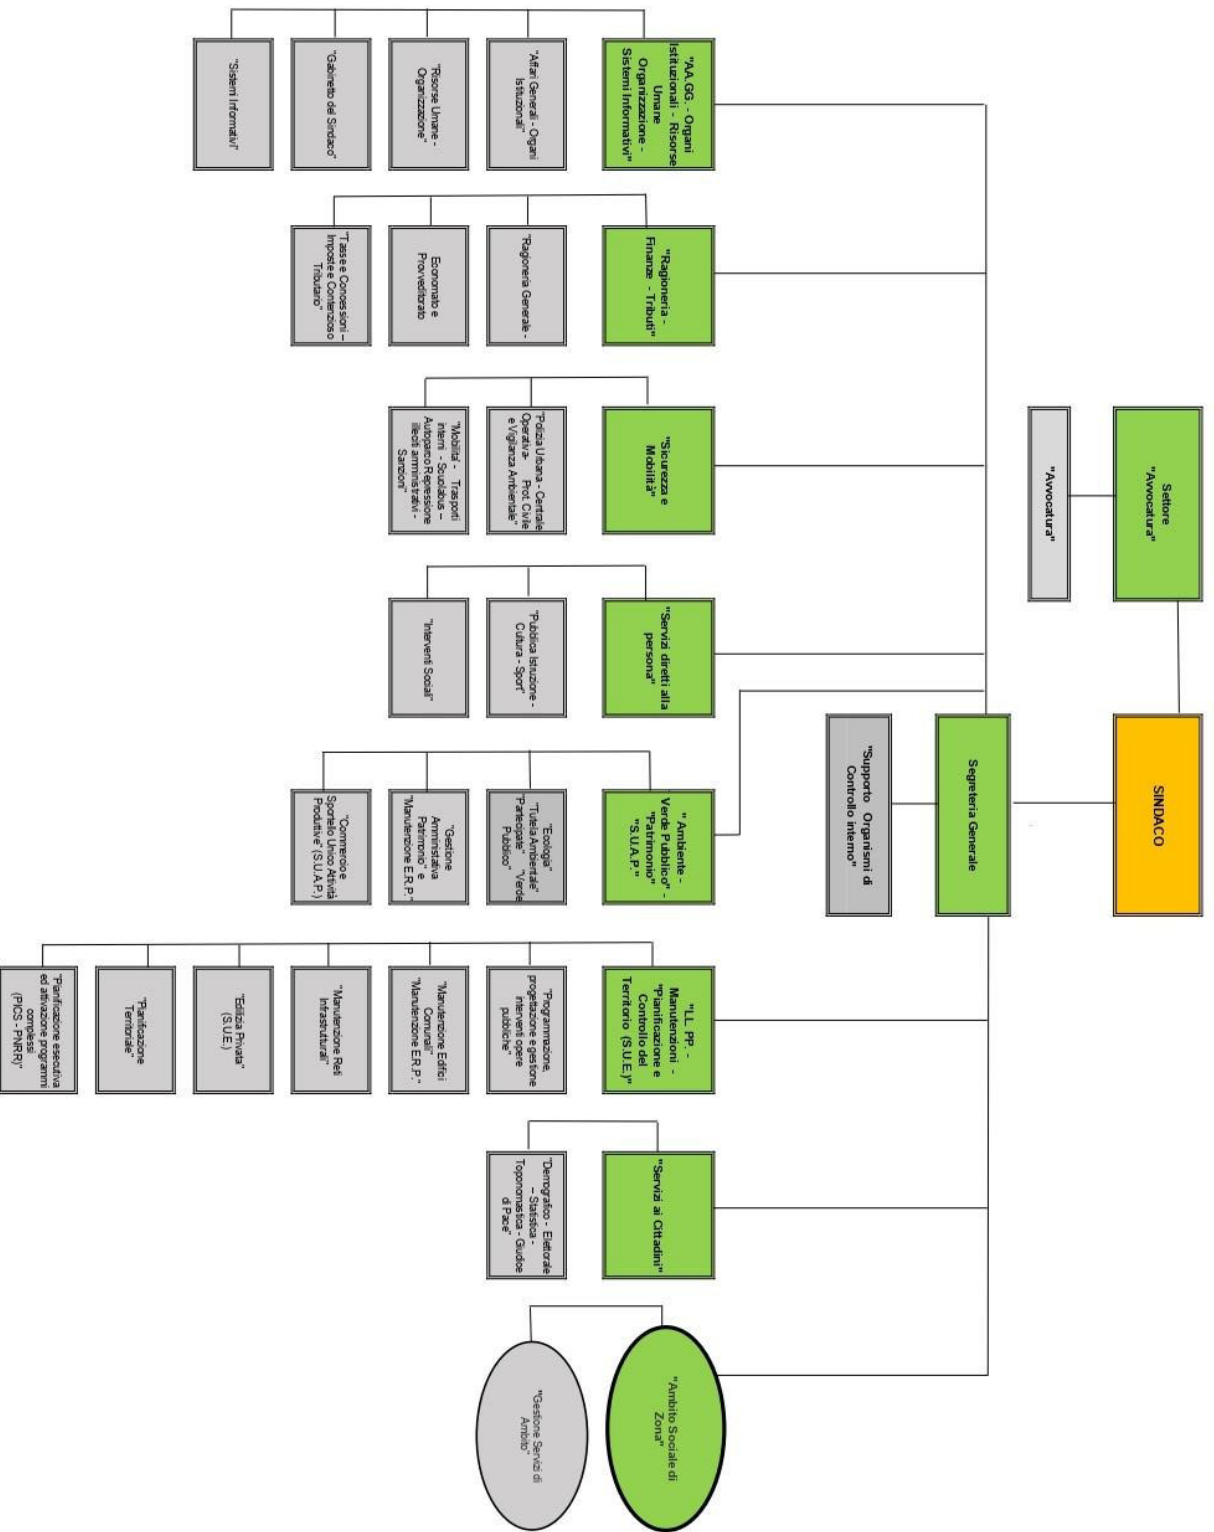 SINDACO
Settore
"Avvocatura"
"Avvocatura"
Segreteria Generale
"Supporto Organismi di
Controllo interno"
"AA.GG. - Organi
Istituzionali - Risorse
Umane
Organizzazione -
Sistemi Informativi"
"Affari Generali - Organi
Istituzionali"
"Risorse Umane -
Organizzazione"
"Gabinetto del Sindaco"
"Sistemi Informativi"
"Ragioneria -
Finanze - Tributi"
"Ragioneria Generale -
Economato e
Provveditorato
"Tasse e Concessioni –
Imposte e Contenzioso
Tributario"
"Sicurezza e
Mobilità"
"Polizia Urbana - Centrale
Operativa- Prot. Civile
e Vigilanza Ambientale"
"Mobilita' - Trasporti
interni - Scuolabus –
Autoparco Repressione
illeciti amministrativi -
Sanzioni"
"Servizi diretti alla
persona"
"Pubblica Istruzione -
Cultura - Sport"
"Interventi Sociali"
" Ambiente -
Verde Pubblico" -
"Patrimonio"
"S.U.A.P."
"Ecologia"
"Tutela Ambientale"
"Partecipate" "Verde
Pubblico"
"Gestione
Amministativa
Patrimonio" e
"Manutenzione E.R.P."
"Commercio e
Sportello Unico Attività
Produttive" (S.U.A.P.)
"LL. PP. -
Manutenzioni -
"Pianificazione e
Controllo del
Territorio (S.U.E.)"
"Programmazione,
progettazione e gestione
interventi opere
pubbliche"
"Manutenzione Edifici
Comunali"
"Manutenzione E.R.P."
"Manutenzione Reti
Infrastrutturali"
"Edilizia Privata"
(S.U.E.)
"Pianificazione
Territoriale"
"Pianificazione esecutiva
ed attivazione programmi
complessi
(PICS - PNRR)"
"Servizi ai Cittadini"
"Demografico - Elettorale
– Statistica -
Toponomastica - Giudice
di Pace"
"Ambito Sociale di
Zona"
"Gestione Servizi di
Ambito"